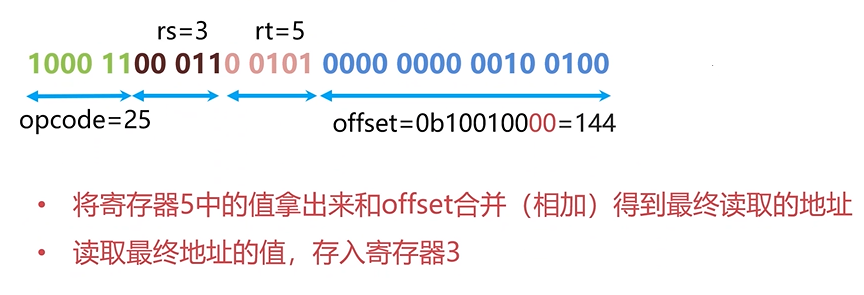 rs=3 rt=5
1000 1100 0110 0101 0000 0000 0010 0100
opcode=25 offset=0b10010000=144
• 将寄存器5中的值拿出来和offset合并（相加）得到最终读取的地址
• 读取最终地址的值，存入寄存器3